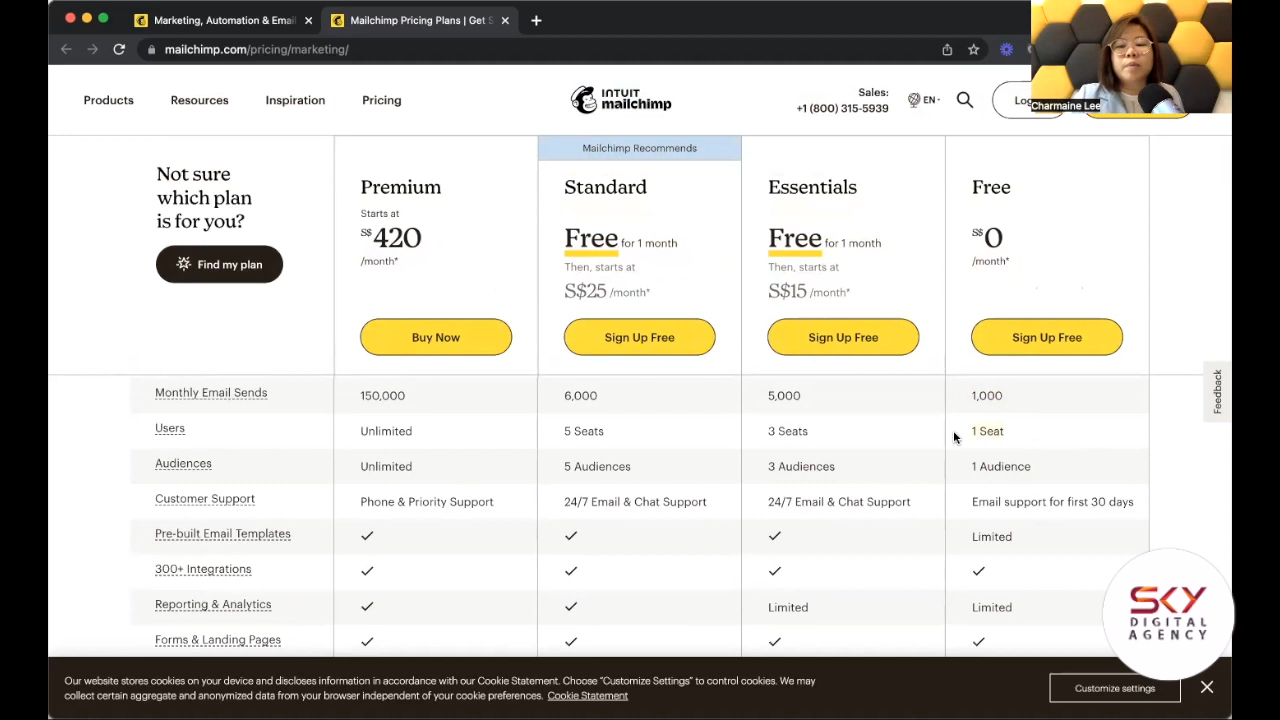 Marketing, Automation & Email
Mailchimp Pricing Plans | Get S
mailchimp.com/pricing/marketing/
Charmaine Lee
Products
Resources
Inspiration
Pricing
INTUIT
mailchimp
Sales:
+1 (800) 315-5939
EN
Not sure
which plan
is for you?
Find my plan
Premium
Starts at
S$420
/month*
Buy Now
Mailchimp Recommends
Standard
Free for 1 month
Then, starts at
S$25 /month*
Sign Up Free
Essentials
Free for 1 month
Then, starts at
S$15 /month*
Sign Up Free
Free
S$0
/month*
Sign Up Free
Monthly Email Sends 150,000 6,000 5,000 1,000
Users Unlimited 5 Seats 3 Seats 1 Seat
Audiences Unlimited 5 Audiences 3 Audiences 1 Audience
Customer Support Phone & Priority Support 24/7 Email & Chat Support 24/7 Email & Chat Support Email support for first 30 days
Pre-built Email Templates Limited
300+ Integrations
Reporting & Analytics Limited Limited
Forms & Landing Pages
Feedback
SKY
DIGITAL
AGENCY
Our website stores cookies on your device and discloses information in accordance with our Cookie Statement. Choose "Customize Settings" to control cookies. We may
collect certain aggregate and anonymized data from your browser independent of your cookie preferences. Cookie Statement
Customize settings